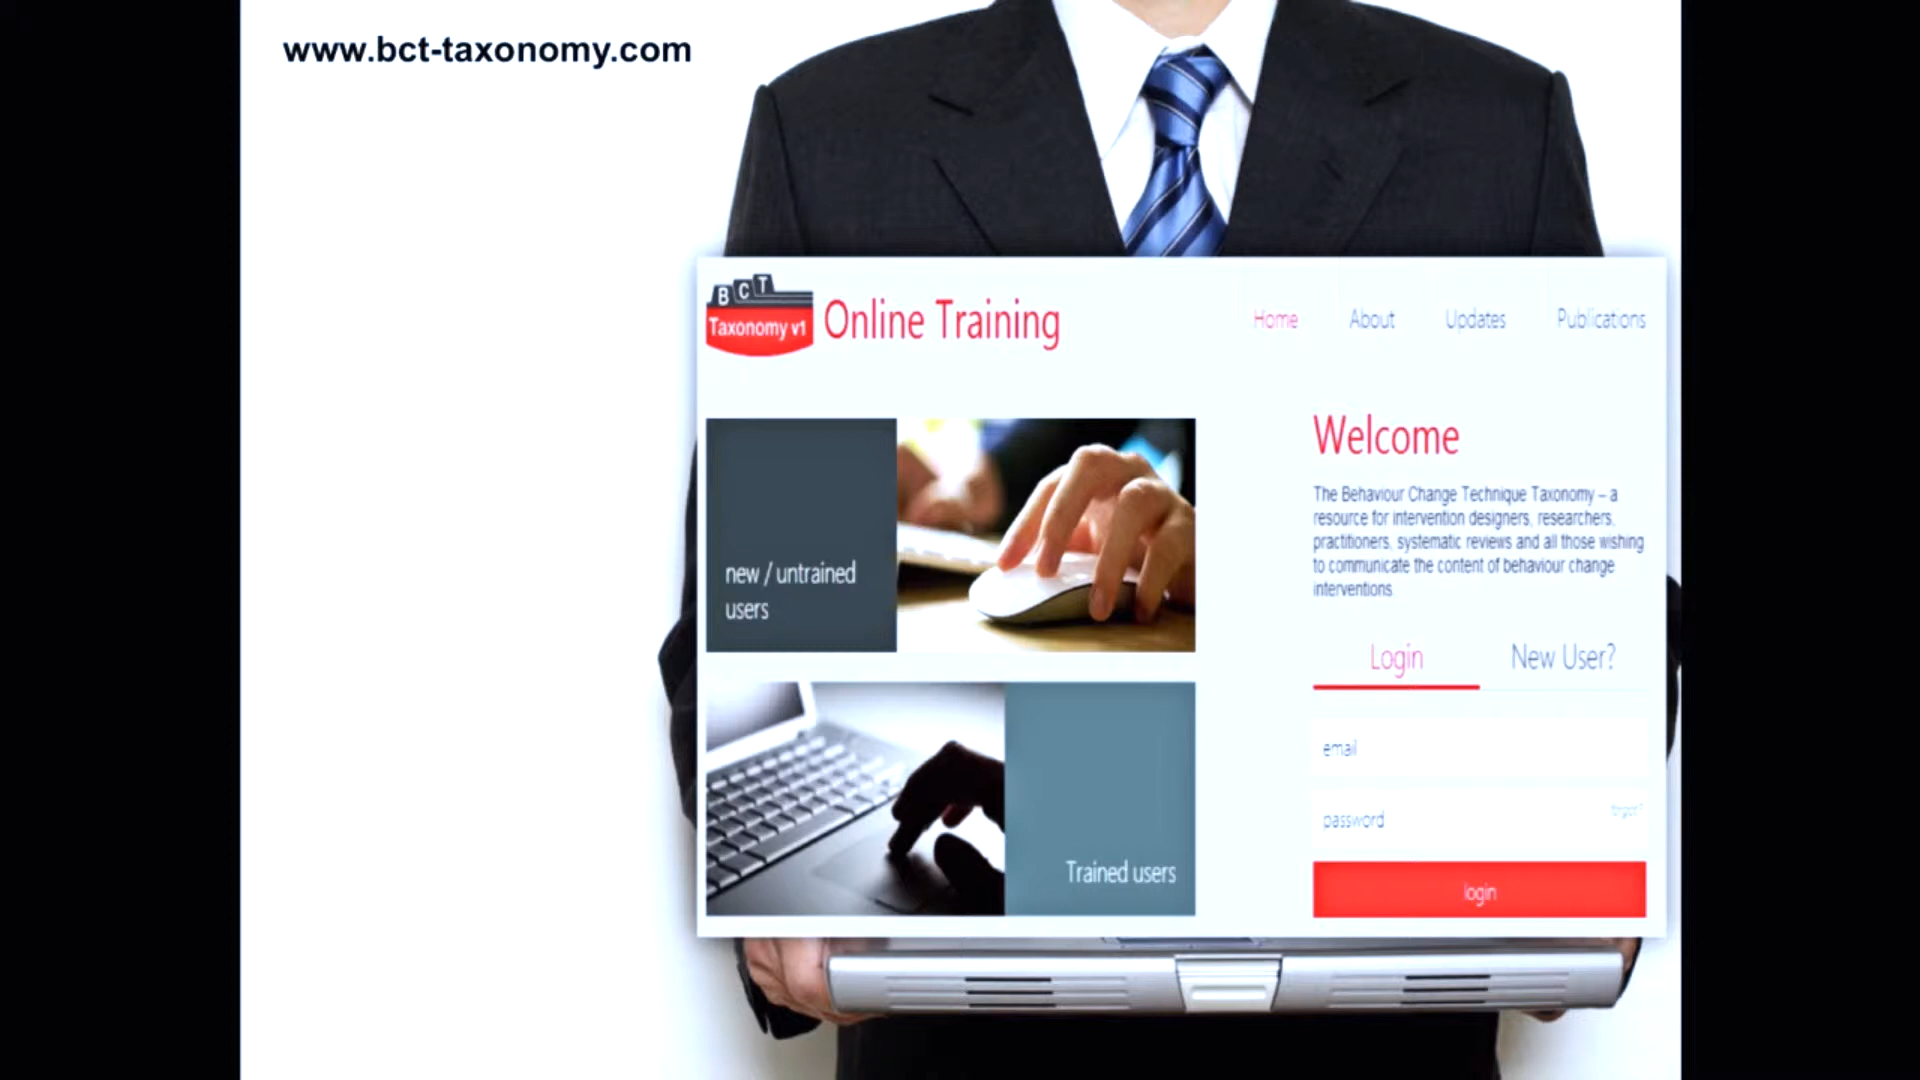 www.bct-taxonomy.com
BCT
Taxonomy v1
Online Training
Home About Updates Publications
Welcome
The Behaviour Change Technique Taxonomy – a
resource for intervention designers, researchers,
practitioners, systematic reviews and all those wishing
to communicate the content of behaviour change
interventions.
new / untrained
users
Login New User?
email
password forgot?
Trained users
login